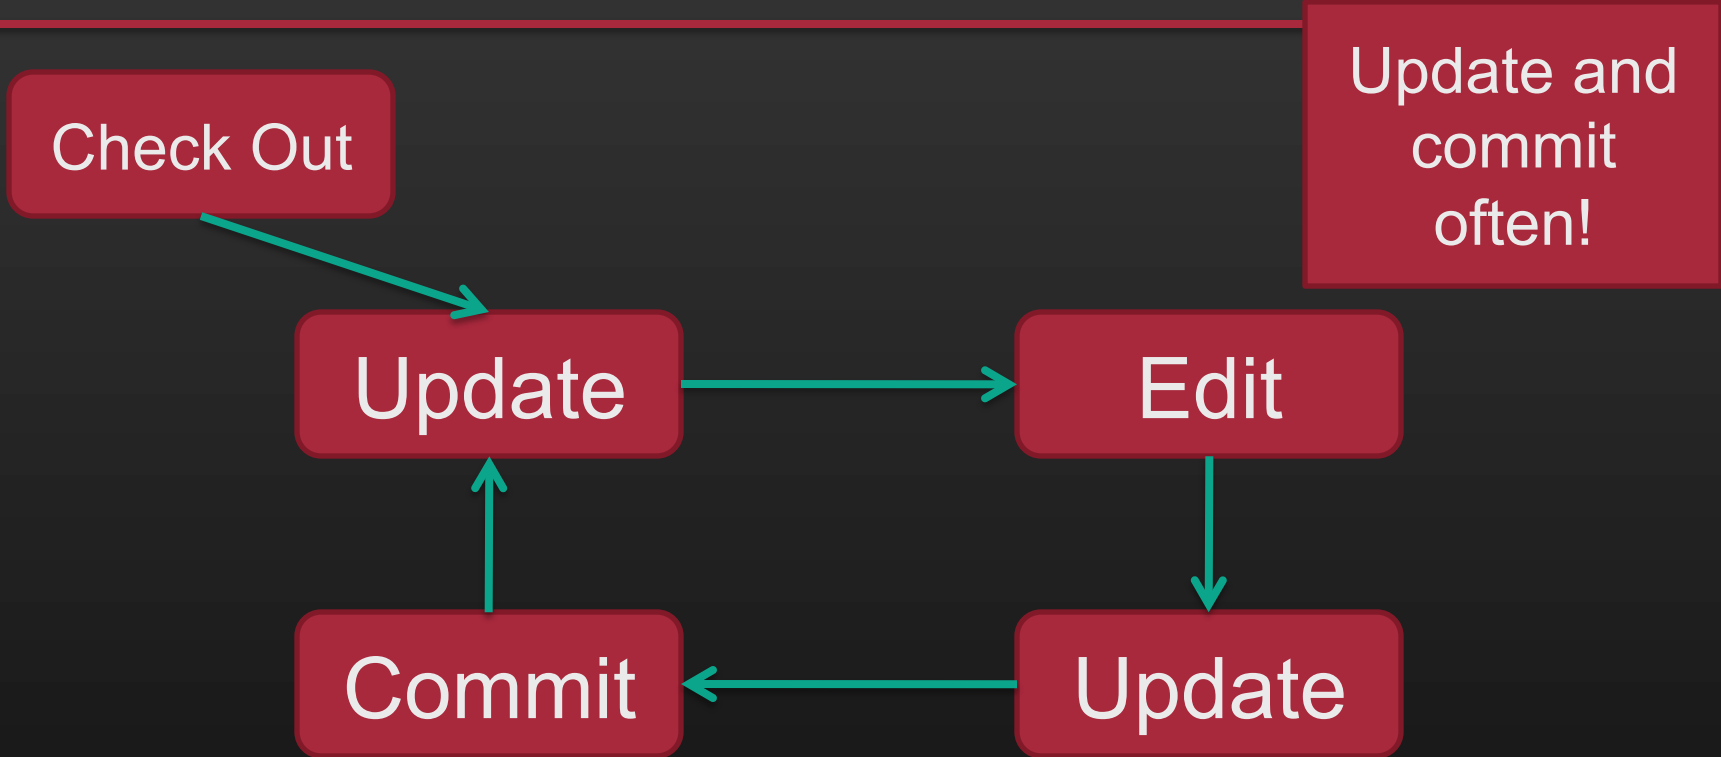 Update and
commit
often!
Check Out
Update
Edit
Commit
Update